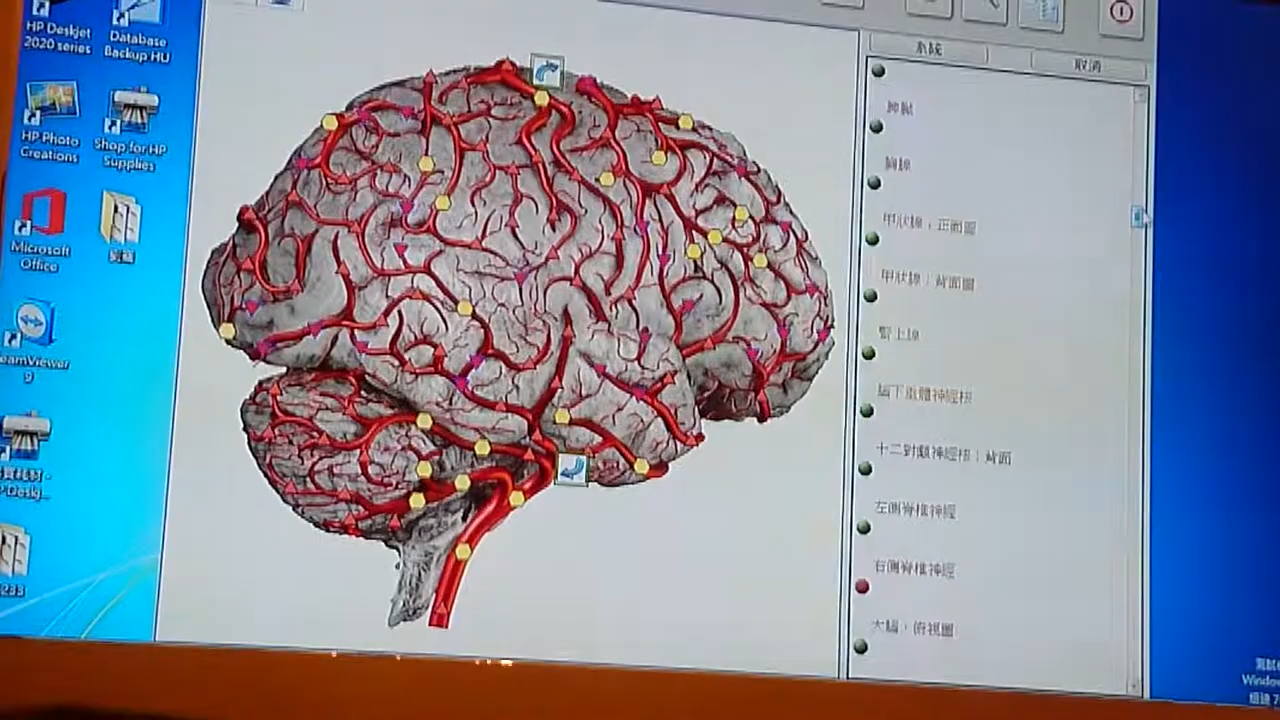 HP Deskjet
2020 series
Database
Backup HU
HP Photo
Creations
Shop for HP
Supplies
Microsoft
Office
eamViewer
9
233
系統
取消
胸腺
甲狀腺；正面圖
甲狀腺；背面圖
腎上腺
腦下垂體神經核
十二對顱神經核；背面
左側脊椎神經
右側脊椎神經
大腦，俯視圖
Window